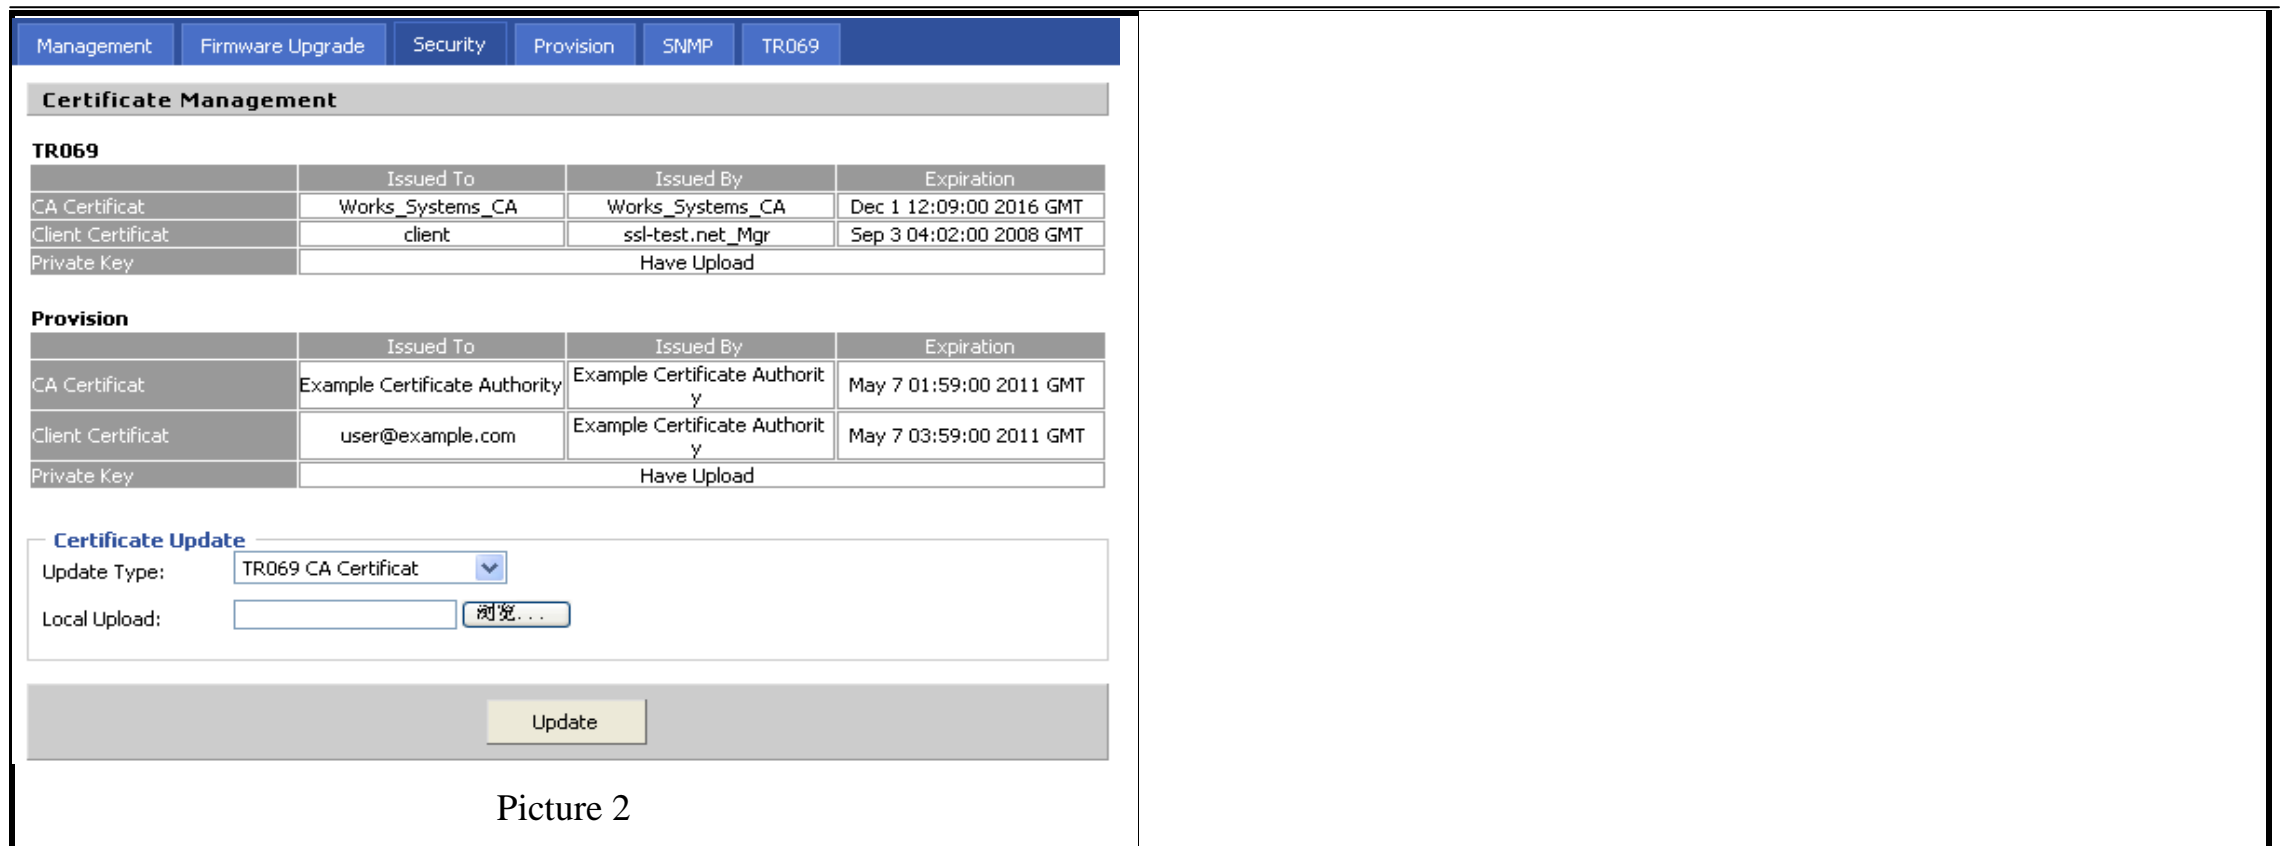 Management Firmware Upgrade Security Provision SNMP TR069
Certificate Management
TR069
Issued To Issued By Expiration
CA Certificat Works_Systems_CA Works_Systems_CA Dec 1 12:09:00 2016 GMT
Client Certificat client ssl-test.net_Mgr Sep 3 04:02:00 2008 GMT
Private Key Have Upload
Provision
Issued To Issued By Expiration
CA Certificat Example Certificate Authority Example Certificate Authorit
y May 7 01:59:00 2011 GMT
Client Certificat user@example.com Example Certificate Authorit
y May 7 03:59:00 2011 GMT
Private Key Have Upload
Certificate Update
Update Type: TR069 CA Certificat
Local Upload: 浏览...
Update
Picture 2